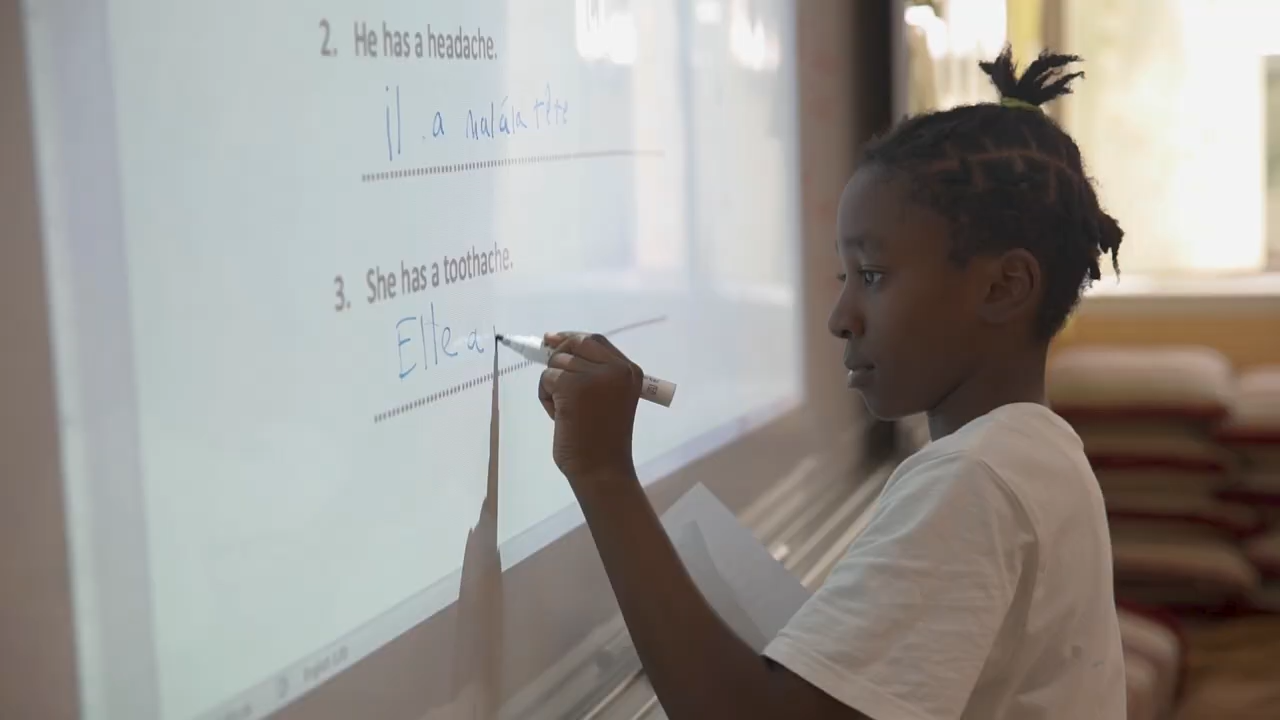 2. He has a headache.
il a mal á la tête
3. She has a toothache.
Elle a